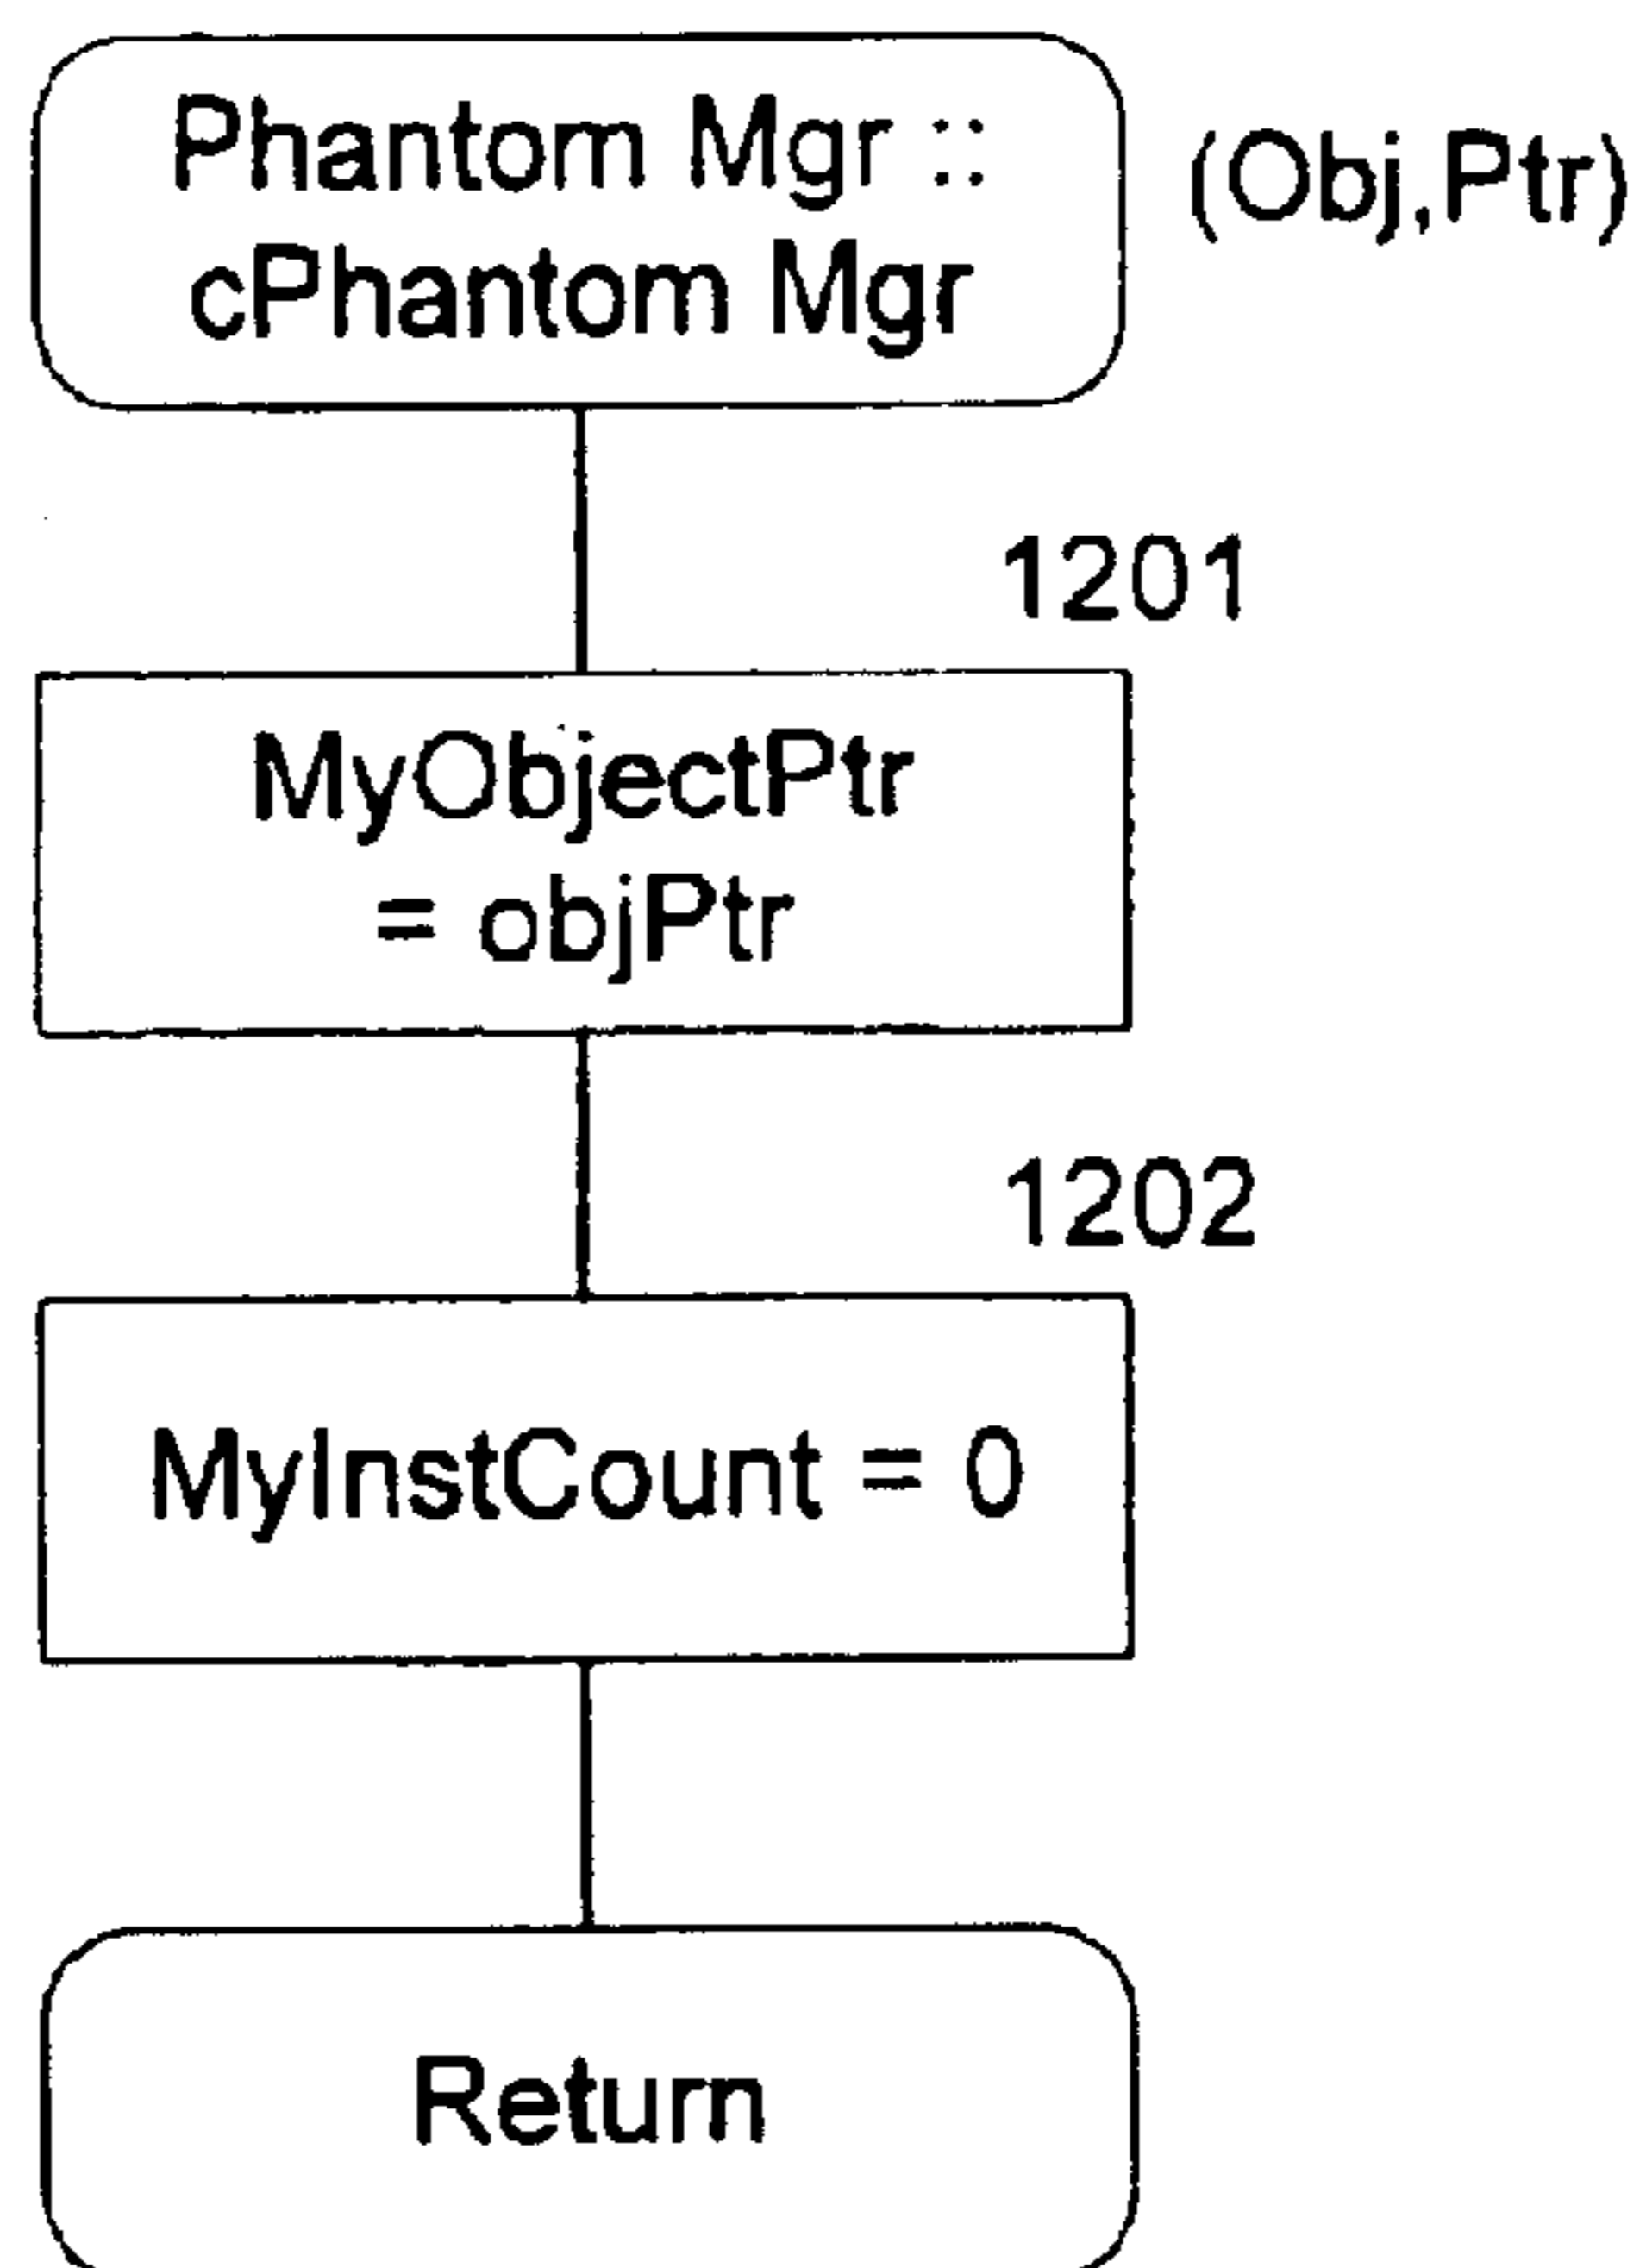 Phantom Mgr ::
cPhantom Mgr
(Obj,Ptr)
1201
MyObjectPtr
= objPtr
1202
MyInstCount = 0
Return